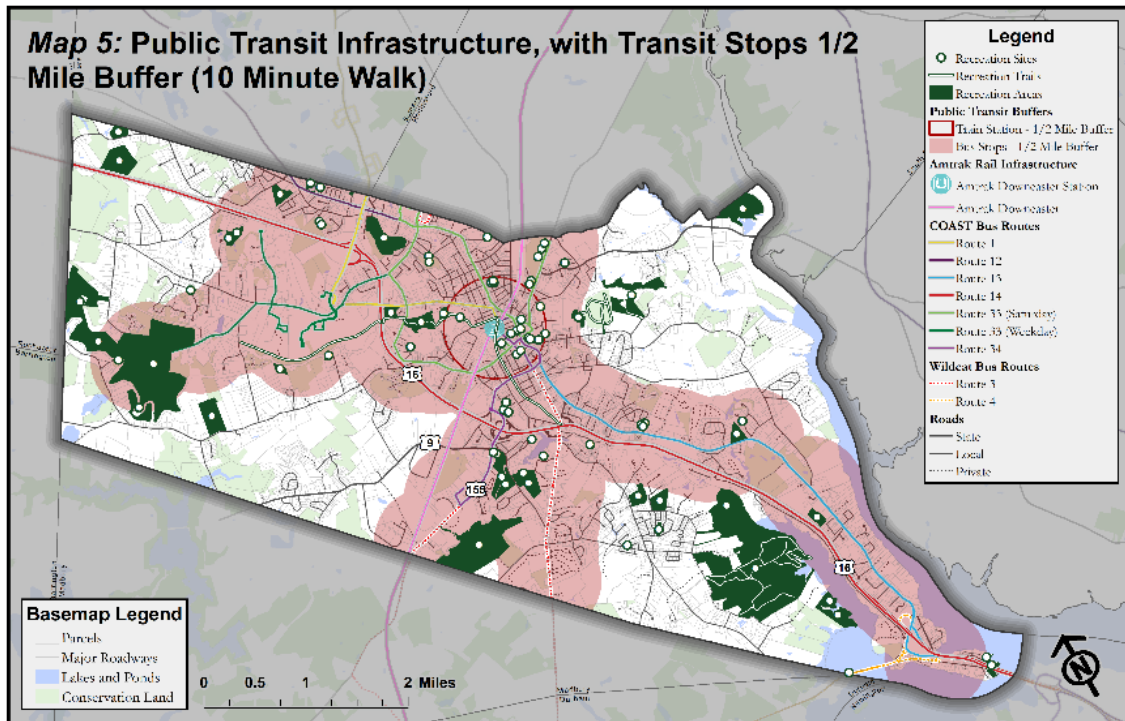 Map 5: Public Transit Infrastructure, with Transit Stops 1/2
Mile Buffer (10 Minute Walk)
Legend
Recreation Sites
Recreation Trails
Recreation Areas
Public Transit Buffers
Train Station - 1/2 Mile Buffer
Bus Stops - 1/2 Mile Buffer
Amtrak Rail Infrastructure
Amtrak Downeaster Station
Amtrak Downeaster
COAST Bus Routes
Route 1
Route 12
Route 13
Route 14
Route 33 (Saturday)
Route 33 (Weekday)
Route 34
Wildcat Bus Routes
Route 3
Route 4
Roads
State
Local
Private
16
9
155
16
Basemap Legend
Parcels
Major Roadways
Lakes and Ponds
Conservation Land
0 0.5 1 2 Miles
N